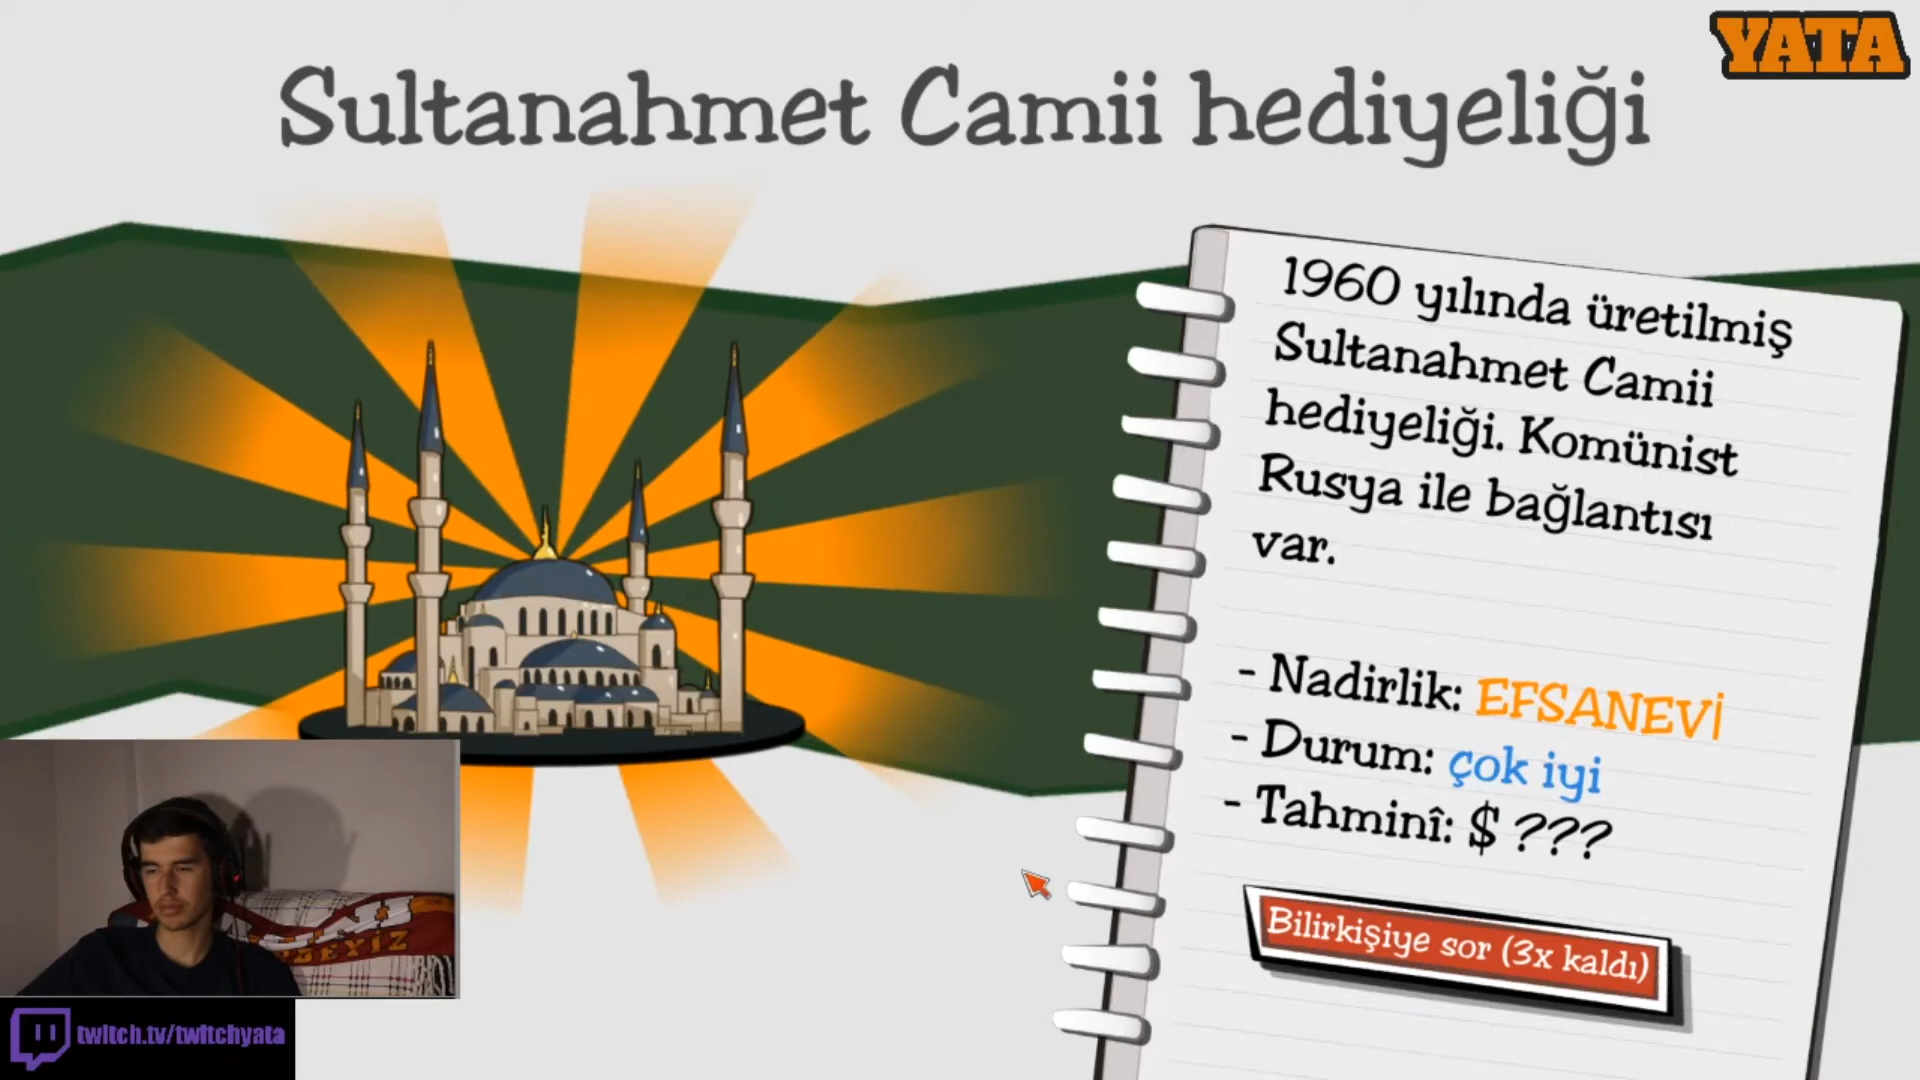 YATA
Sultanahmet Camii hediyeliği
1960 yılında üretilmiş
Sultanahmet Camii
hediyeliği. Komünist
Rusya ile bağlantısı
var.
- Nadirlik: EFSANEVİ
- Durum: çok iyi
- Tahminî: $ ???
Bilirkişiye sor (3x kaldı)
twitch.tv/twitchyata